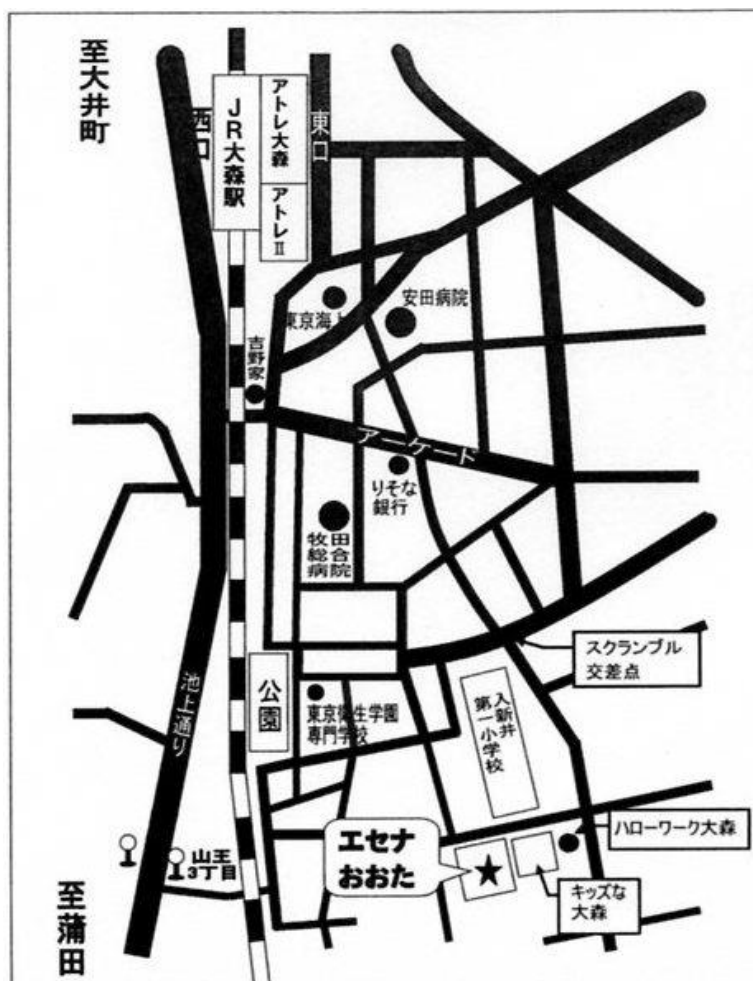 至大井町
西口
JR大森駅
アトレ大森
アトレII
東口
東京海上
安田病院
吉野家
アーケード
りそな
銀行
牧田
総合
病院
スクランブル
交差点
池上通り
公園
東京衛生学園
専門学校
入新井
第一小学校
ハローワーク大森
エセナ
おおた
キッズな
大森
山王
3丁目
至蒲田